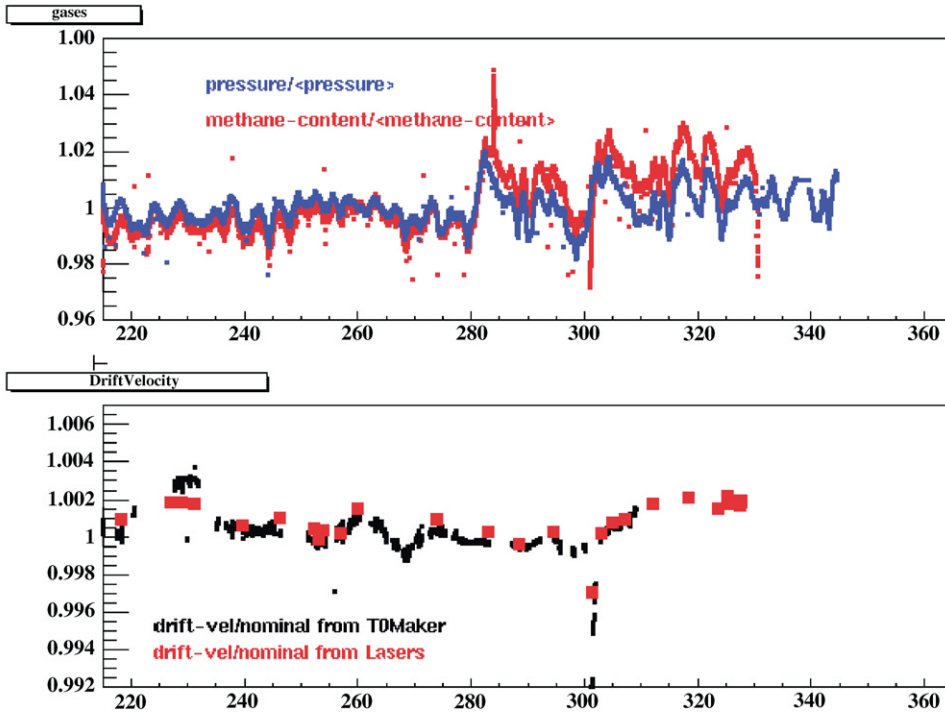 gases
1.00
1.04
1.02
1
0.98
0.96
pressure/<pressure>
methane-content/<methane-content>
220 240 260 280 300 320 340 360
DriftVelocity
1.006
1.004
1.002
1
0.998
0.996
0.994
0.992
drift-vel/nominal from T0Maker
drift-vel/nominal from Lasers
220 240 260 280 300 320 340 360